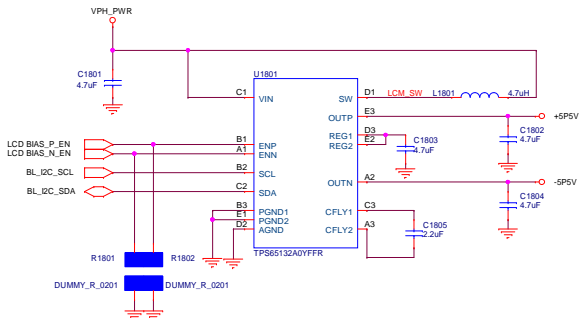 VPH_PWR
C1801
4.7uF
U1801
C1
VIN
SW
D1
LCM_SW
L1801
4.7uH
OUTP
E3
+5P5V
REG1
D3
REG2
E2
C1803
4.7uF
C1802
4.7uF
LCD BIAS_P_EN
B1
ENP
LCD BIAS_N_EN
A1
ENN
BL_I2C_SCL
B2
SCL
BL_I2C_SDA
C2
SDA
OUTN
A2
-5P5V
C1804
4.7uF
B3
PGND1
E1
PGND2
D2
AGND
CFLY1
C3
CFLY2
A3
C1805
2.2uF
TPS65132A0YFFR
R1801
R1802
DUMMY_R_0201
DUMMY_R_0201